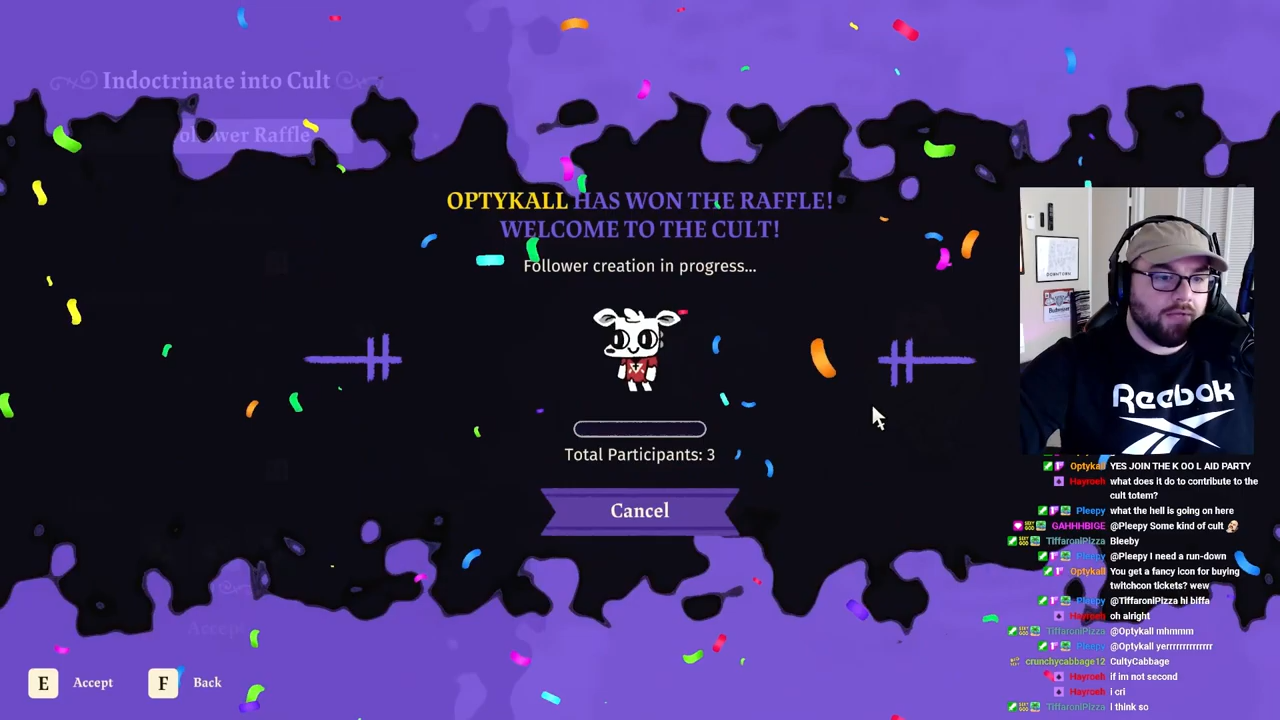 Indoctrinate into Cult
ollower Raffle
OPTYKALL HAS WON THE RAFFLE!
WELCOME TO THE CULT!
Follower creation in progress...
Total Participants: 3
Cancel
Accept
E Accept
F Back
Budweiser
Reebok
Optykall YES JOIN THE K OO L AID PARTY
Hayroeh what does it do to contribute to the
cult totem?
Pleepy what the hell is going on here
GAHHHBIGE @Pleepy Some kind of cult
TiffaroniPizza Bleeby
Pleepy @Pleepy I need a run-down
Optykall You get a fancy icon for buying
twitchcon tickets? wew
Pleepy @TiffaroniPizza hi biffa
Hayroeh oh alright
TiffaroniPizza @Optykall mhmmm
Pleepy @Optykall yerrrrrrrrrrrrr
crunchycabbage12 CultyCabbage
Hayroeh if im not second
Hayroeh i cri
TiffaroniPizza I think so